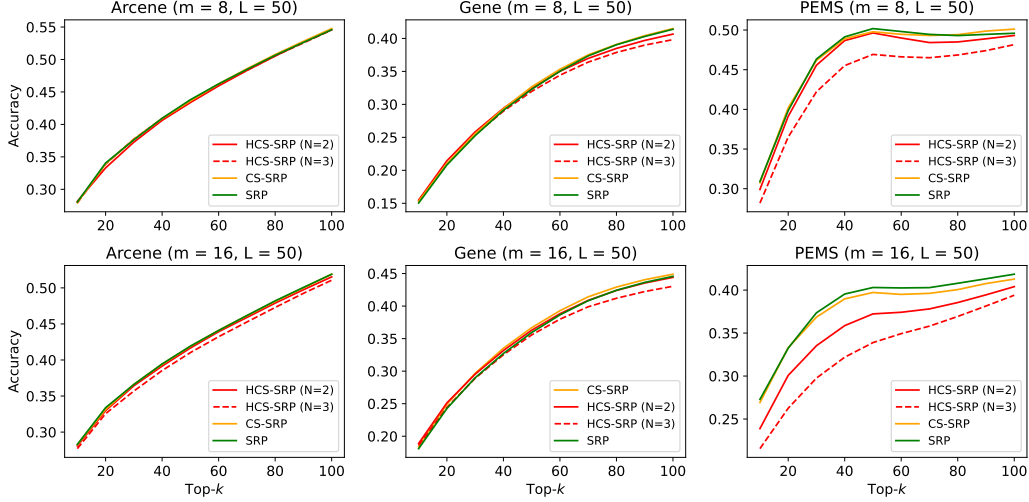 Arcene (m = 8, L = 50)
Accuracy
0.55
0.50
0.45
0.40
0.35
0.30
20
40
60
80
100
HCS-SRP (N=2)
HCS-SRP (N=3)
CS-SRP
SRP
Gene (m = 8, L = 50)
0.40
0.35
0.30
0.25
0.20
0.15
20
40
60
80
100
HCS-SRP (N=2)
HCS-SRP (N=3)
CS-SRP
SRP
PEMS (m = 8, L = 50)
0.50
0.45
0.40
0.35
0.30
20
40
60
80
100
HCS-SRP (N=2)
HCS-SRP (N=3)
CS-SRP
SRP
Arcene (m = 16, L = 50)
Accuracy
0.50
0.45
0.40
0.35
0.30
20
40
60
80
100
Top-k
HCS-SRP (N=2)
HCS-SRP (N=3)
CS-SRP
SRP
Gene (m = 16, L = 50)
0.45
0.40
0.35
0.30
0.25
0.20
20
40
60
80
100
Top-k
CS-SRP
HCS-SRP (N=2)
HCS-SRP (N=3)
SRP
PEMS (m = 16, L = 50)
0.40
0.35
0.30
0.25
20
40
60
80
100
Top-k
HCS-SRP (N=2)
HCS-SRP (N=3)
CS-SRP
SRP